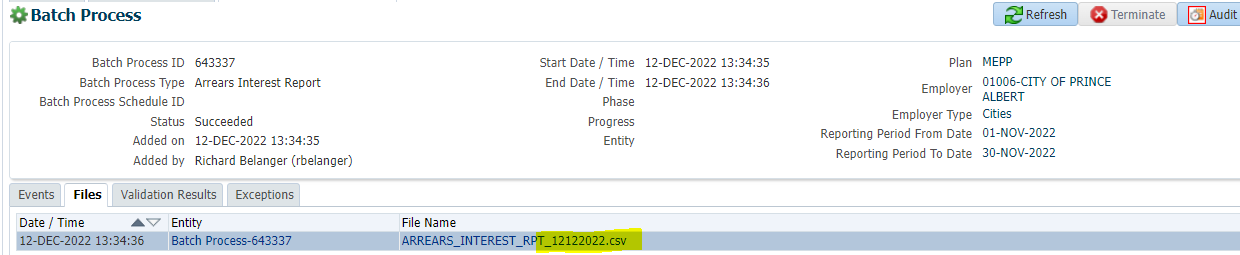 Batch Process
Refresh
Terminate
Audit
Batch Process ID 643337
Batch Process Type Arrears Interest Report
Batch Process Schedule ID
Status Succeeded
Added on 12-DEC-2022 13:34:35
Added by Richard Belanger (rbelanger)
Start Date / Time 12-DEC-2022 13:34:35
End Date / Time 12-DEC-2022 13:34:36
Phase
Progress
Entity
Plan MEPP
Employer 01006-CITY OF PRINCE
ALBERT
Employer Type Cities
Reporting Period From Date 01-NOV-2022
Reporting Period To Date 30-NOV-2022
Events Files Validation Results Exceptions
Date / Time Entity File Name
12-DEC-2022 13:34:36 Batch Process-643337 ARREARS_INTEREST_RPT_12122022.csv